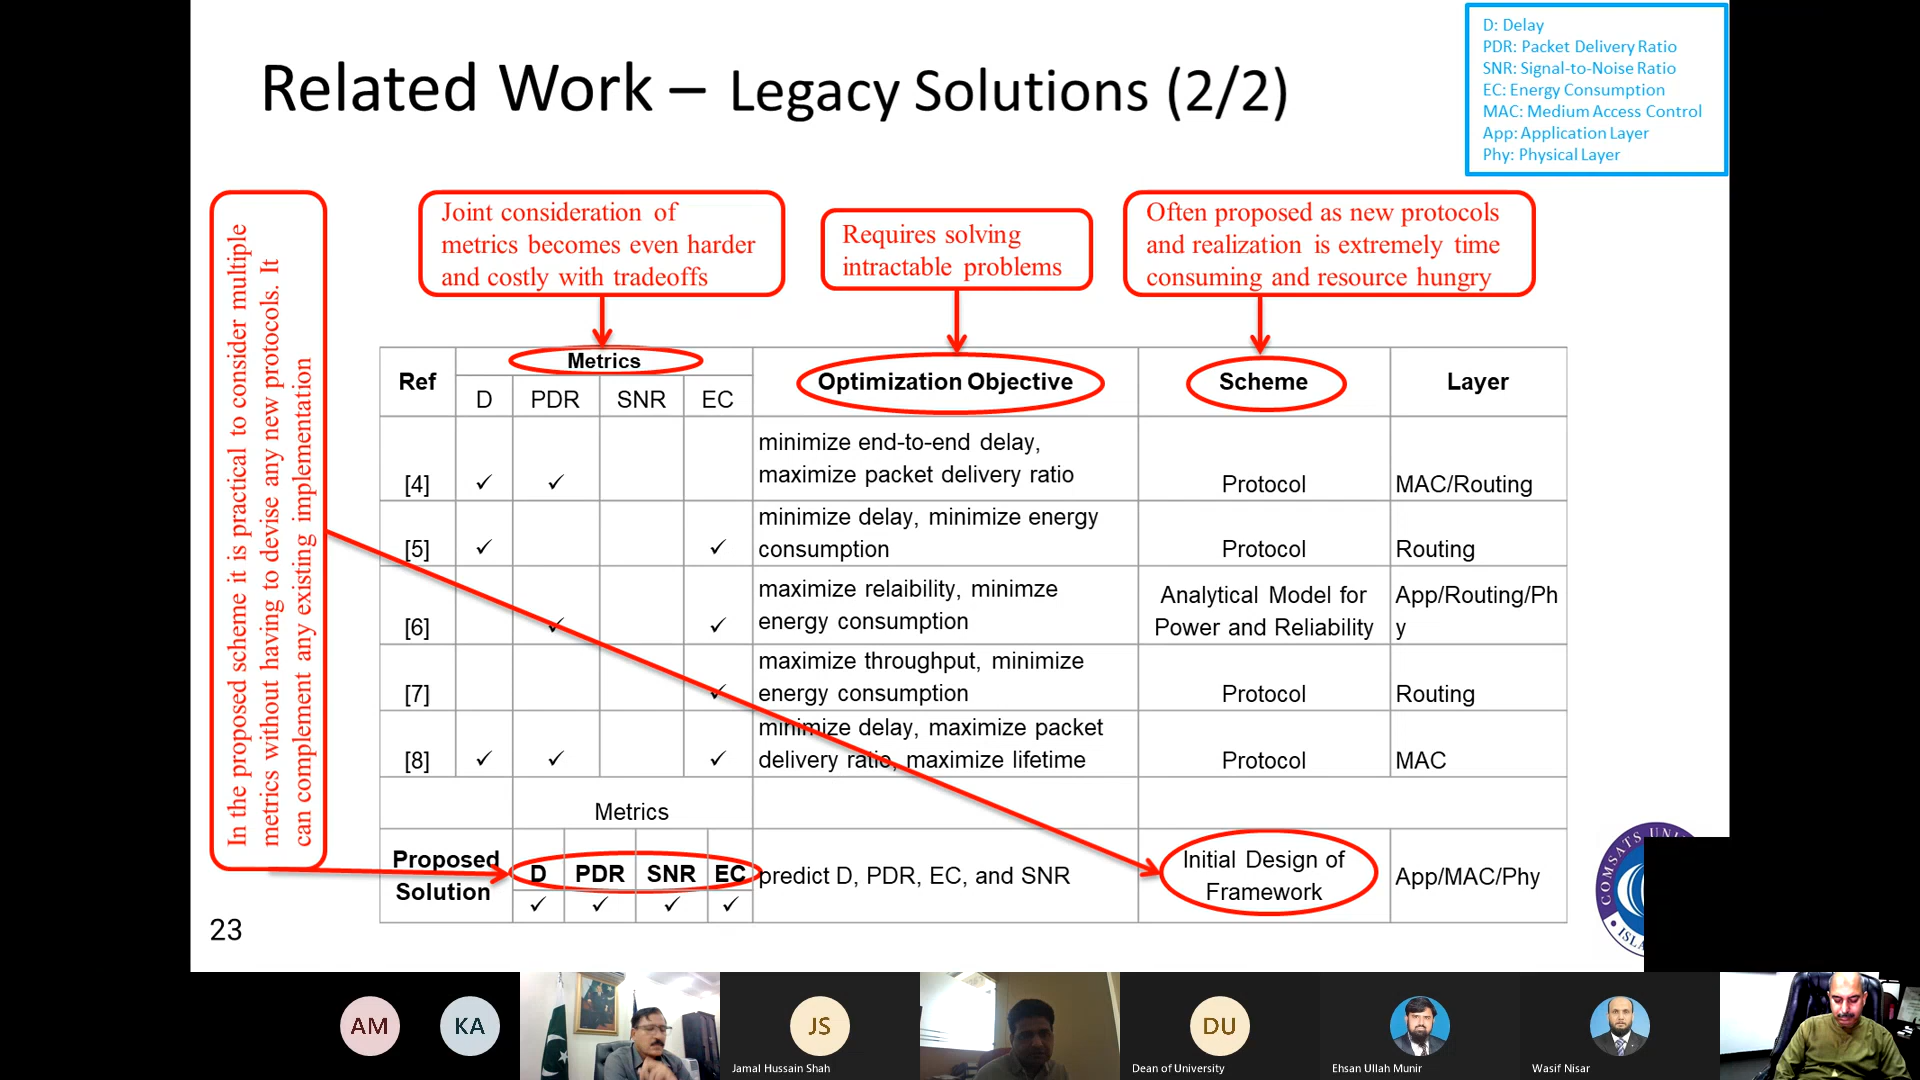 D: Delay
PDR: Packet Delivery Ratio
SNR: Signal-to-Noise Ratio
EC: Energy Consumption
MAC: Medium Access Control
App: Application Layer
Phy: Physical Layer
Related Work – Legacy Solutions (2/2)
In the proposed scheme it is practical to consider multiple
metrics without having to devise any new protocols. It
can complement any existing implementation
Joint consideration of
metrics becomes even harder
and costly with tradeoffs
Requires solving
intractable problems
Often proposed as new protocols
and realization is extremely time
consuming and resource hungry
Ref Metrics Optimization Objective Scheme Layer
D PDR SNR EC
minimize end-to-end delay,
maximize packet delivery ratio
[4] ✓ ✓ Protocol MAC/Routing
minimize delay, minimize energy
consumption
[5] ✓ ✓ Protocol Routing
maximize relaibility, minimze
energy consumption
[6] ✓ ✓ Analytical Model for
Power and Reliability
App/Routing/Ph
y
maximize throughput, minimize
energy consumption
[7] ✓ Protocol Routing
minimize delay, maximize packet
delivery ratio, maximize lifetime
[8] ✓ ✓ ✓ Protocol MAC
Metrics
Proposed
Solution
D PDR SNR EC
✓ ✓ ✓ ✓
predict D, PDR, EC, and SNR
Initial Design of
Framework
App/MAC/Phy
23
COMSATS UNI
ISL
AM
KA
JS
Jamal Hussain Shah
DU
Dean of University
Ehsan Ullah Munir
Wasif Nisar